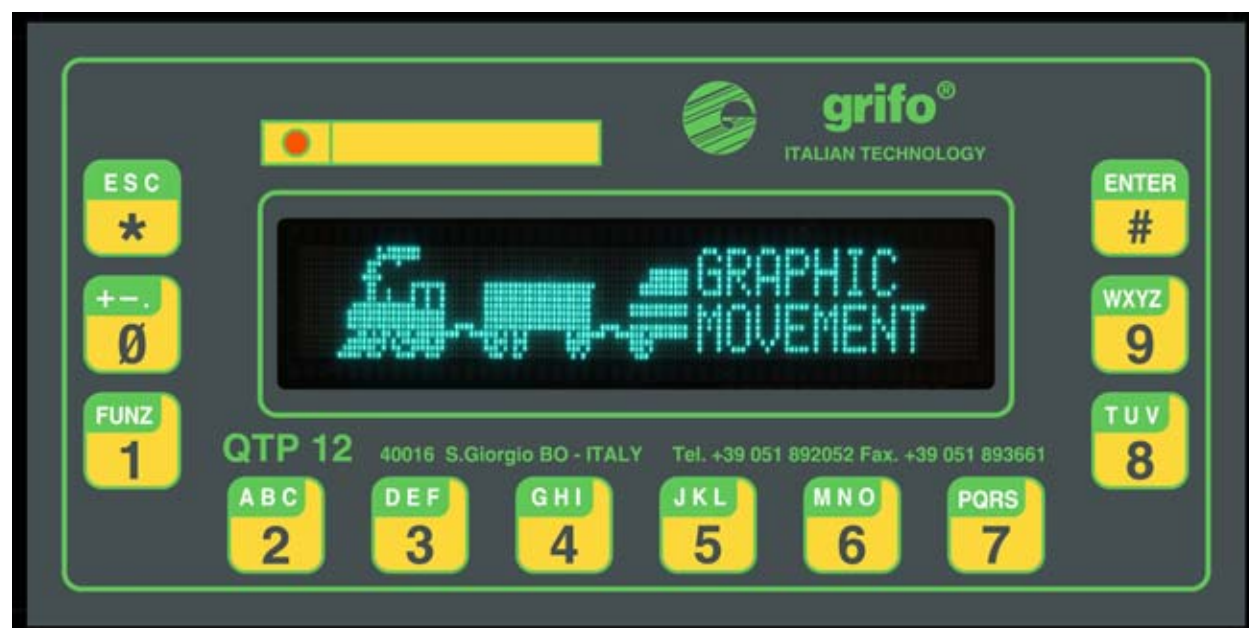 grifo®
ITALIAN TECHNOLOGY
ESC
*
ENTER
#
GRAPHIC
MOVEMENT
+-.
0
WXYZ
9
FUNZ
1
TUV
8
QTP 12 40016 S.Giorgio BO - ITALY Tel. +39 051 892052 Fax. +39 051 893661
ABC
2
DEF
3
GHI
4
JKL
5
MNO
6
PQRS
7